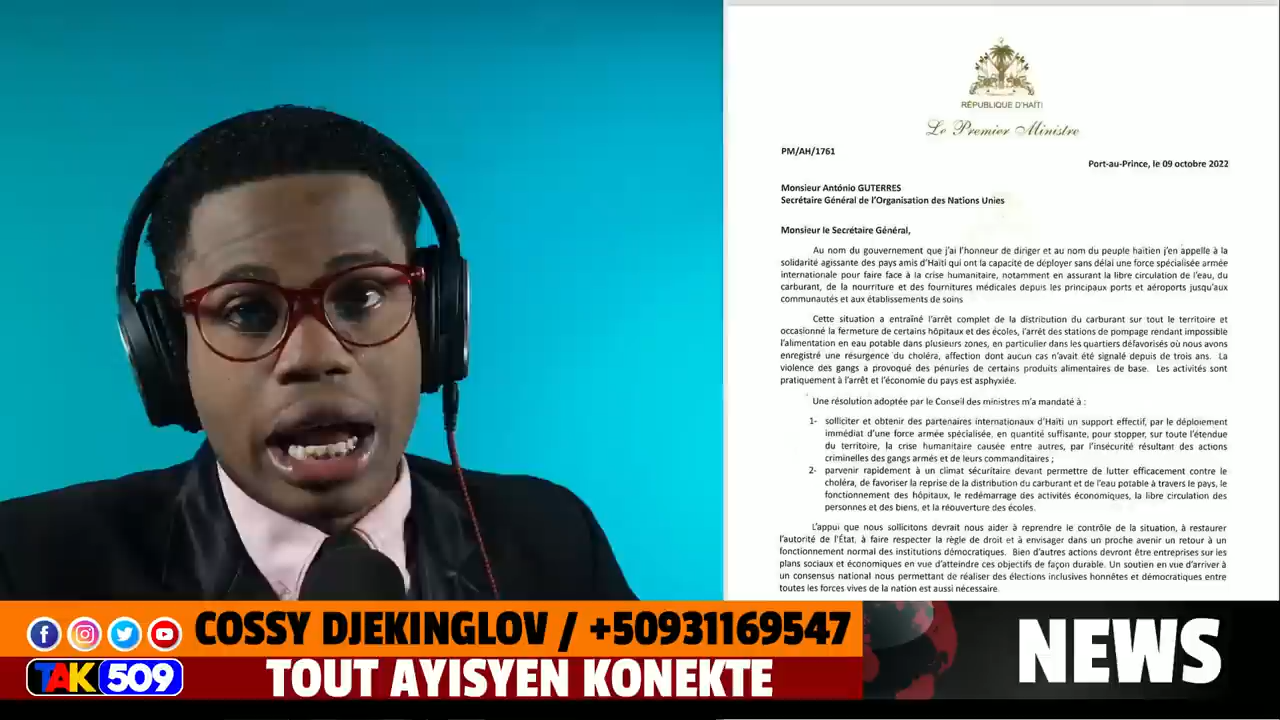 RÉPUBLIQUE D'HAÏTI
Le Premier Ministre
PM/AH/1761
Port-au-Prince, le 09 octobre 2022
Monsieur António GUTERRES
Secrétaire Général de l'Organisation des Nations Unies
Monsieur le Secrétaire Général,
Au nom du gouvernement que j'ai l'honneur de diriger et au nom du peuple haïtien j'en appelle à la
solidarité agissante des pays amis d'Haïti qui ont la capacité de déployer sans délai une force spécialisée armée
internationale pour faire face à la crise humanitaire, notamment en assurant la libre circulation de l'eau, du
carburant, de la nourriture et des fournitures médicales depuis les principaux ports et aéroports jusqu'aux
communautés et aux établissements de soins
Cette situation a entraîné l'arrêt complet de la distribution du carburant sur tout le territoire et
occasionné la fermeture de certains hôpitaux et des écoles, l'arrêt des stations de pompage rendant impossible
l'alimentation en eau potable dans plusieurs zones, en particulier dans les quartiers défavorisés où nous avons
enregistré une résurgence du choléra, affection dont aucun cas n'avait été signalé depuis de trois ans. La
violence des gangs a provoqué des pénuries de certains produits alimentaires de base. Les activités sont
pratiquement à l'arrêt et l'économie du pays est asphyxiée.
Une résolution adoptée par le Conseil des ministres m'a mandaté à :
1- solliciter et obtenir des partenaires internationaux d'Haïti un support effectif, par le déploiement
immédiat d'une force armée spécialisée, en quantité suffisante, pour stopper, sur toute l'étendue
du territoire, la crise humanitaire causée entre autres, par l'insécurité résultant des actions
criminelles des gangs armés et de leurs commanditaires ;
2- parvenir rapidement à un climat sécuritaire devant permettre de lutter efficacement contre le
choléra, de favoriser la reprise de la distribution du carburant et de l'eau potable à travers le pays, le
fonctionnement des hôpitaux, le redémarrage des activités économiques, la libre circulation des
personnes et des biens, et la réouverture des écoles.
L'appui que nous sollicitons devrait nous aider à reprendre le contrôle de la situation, à restaurer
l'autorité de l'État, à faire respecter la règle de droit et à envisager dans un proche avenir un retour à un
fonctionnement normal des institutions démocratiques. Bien d'autres actions devront être entreprises sur les
plans sociaux et économiques en vue d'atteindre ces objectifs de façon durable. Un soutien en vue d'arriver à
un consensus national nous permettant de réaliser des élections inclusives honnêtes et démocratiques entre
toutes les forces vives de la nation est aussi nécessaire.
COSSY DJEKINGLOV / +50931169547
TAK 509
TOUT AYISYEN KONEKTE
NEWS